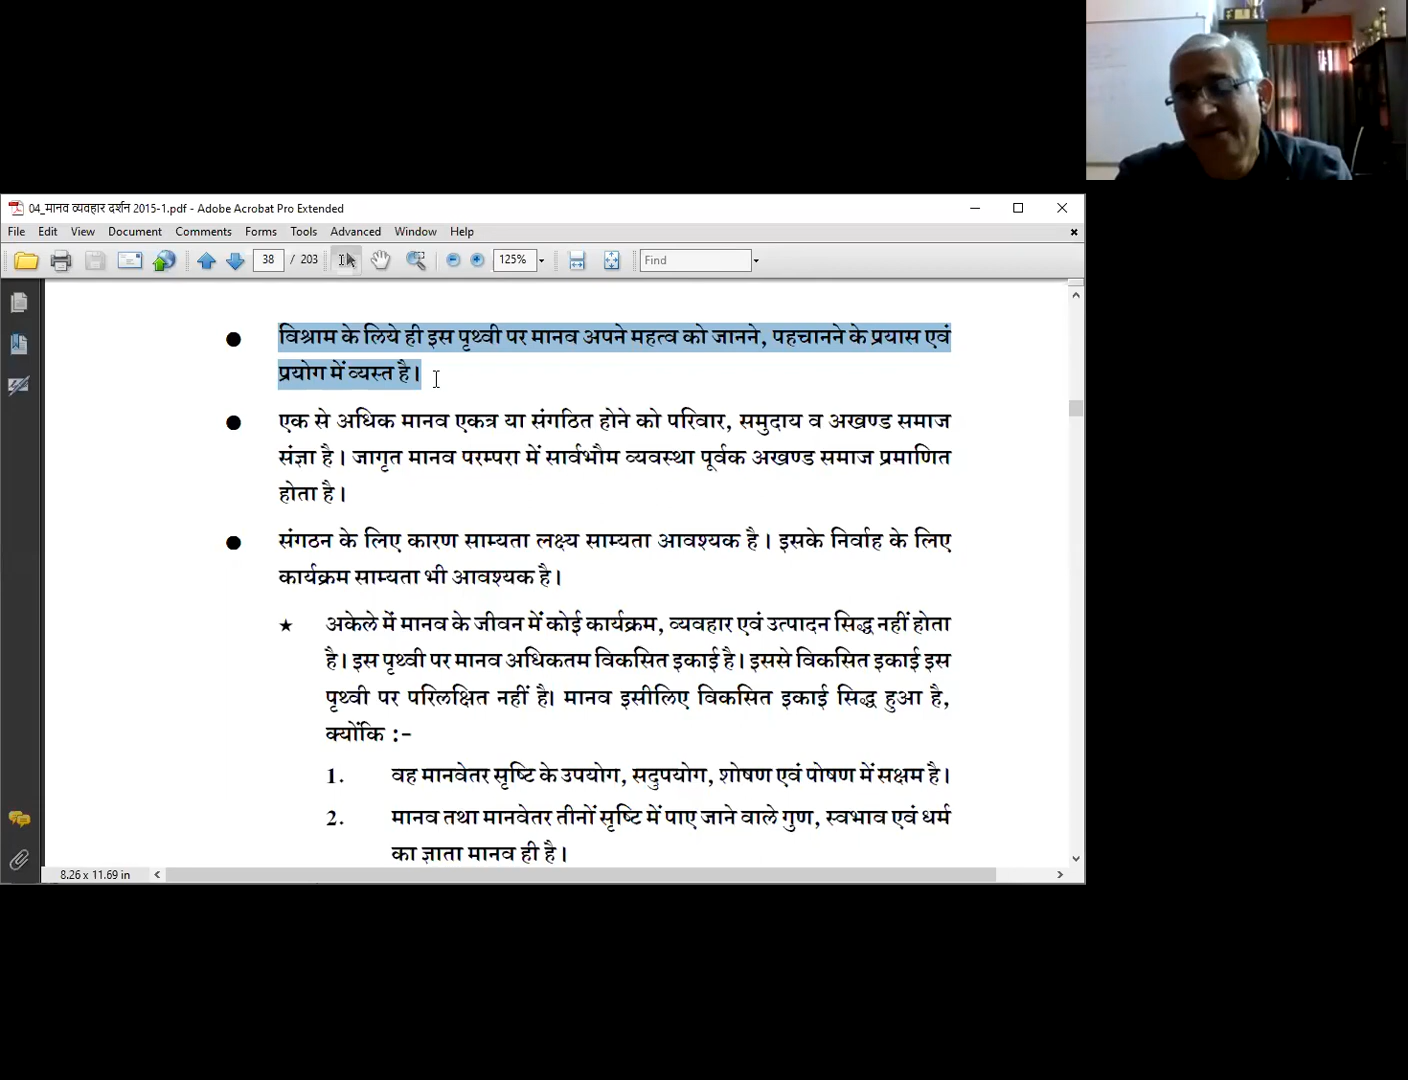 04_मानव व्यवहार दर्शन 2015-1.pdf - Adobe Acrobat Pro Extended
File Edit View Document Comments Forms Tools Advanced Window Help
38 / 203 125% Find
विश्राम के लिये ही इस पृथ्वी पर मानव अपने महत्व को जानने, पहचानने के प्रयास एवं
प्रयोग में व्यस्त है।
एक से अधिक मानव एकत्र या संगठित होने को परिवार, समुदाय व अखण्ड समाज
संज्ञा है। जागृत मानव परम्परा में सार्वभौम व्यवस्था पूर्वक अखण्ड समाज प्रमाणित
होता है।
संगठन के लिए कारण साम्यता लक्ष्य साम्यता आवश्यक है। इसके निर्वाह के लिए
कार्यक्रम साम्यता भी आवश्यक है।
★ अकेले में मानव के जीवन में कोई कार्यक्रम, व्यवहार एवं उत्पादन सिद्ध नहीं होता
है। इस पृथ्वी पर मानव अधिकतम विकसित इकाई है। इससे विकसित इकाई इस
पृथ्वी पर परिलक्षित नहीं है। मानव इसीलिए विकसित इकाई सिद्ध हुआ है,
क्योंकि :-
1. वह मानवेतर सृष्टि के उपयोग, सदुपयोग, शोषण एवं पोषण में सक्षम है।
2. मानव तथा मानवेतर तीनों सृष्टि में पाए जाने वाले गुण, स्वभाव एवं धर्म
का ज्ञाता मानव ही है।
8.26 x 11.69 in